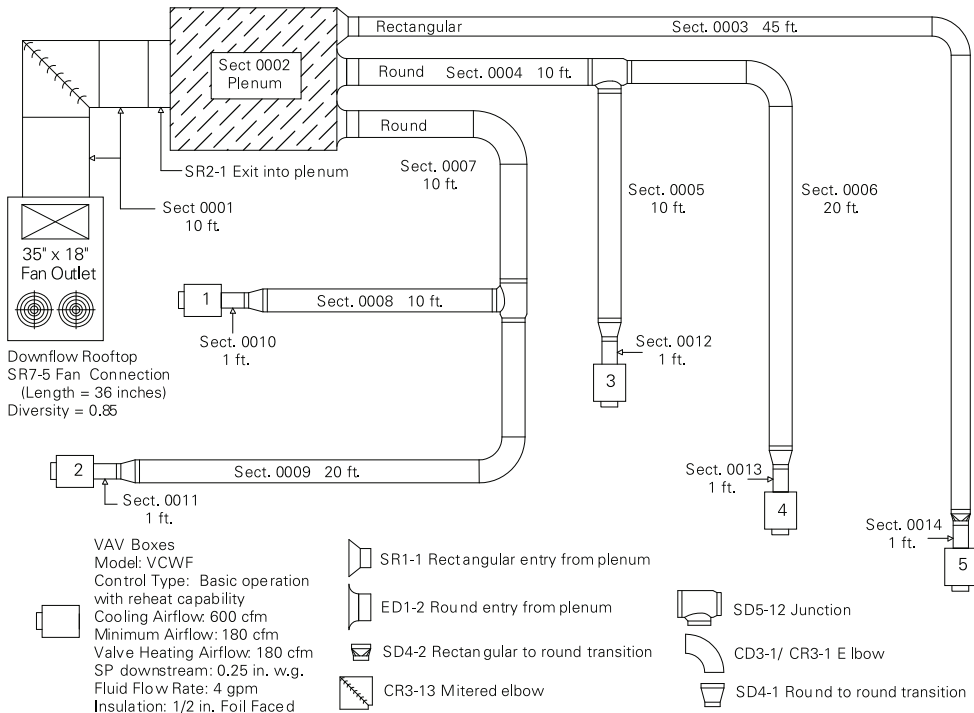 Rectangular
Sect. 0003 45 ft.
Sect 0002
Plenum
Round Sect. 0004 10 ft.
Round
SR2-1 Exit into plenum
Sect. 0007
10 ft.
Sect. 0005
10 ft.
Sect. 0006
20 ft.
Sect 0001
10 ft.
35" x 18"
Fan Outlet
1
Sect. 0008 10 ft.
Sect. 0010
1 ft.
Sect. 0012
1 ft.
3
Downflow Rooftop
SR7-5 Fan Connection
(Length = 36 inches)
Diversity = 0.85
2
Sect. 0009 20 ft.
Sect. 0011
1 ft.
Sect. 0013
1 ft.
4
Sect. 0014
1 ft.
5
VAV Boxes
Model: VCWF
Control Type: Basic operation
with reheat capability
Cooling Airflow: 600 cfm
Minimum Airflow: 180 cfm
Valve Heating Airflow: 180 cfm
SP downstream: 0.25 in. w.g.
Fluid Flow Rate: 4 gpm
Insulation: 1/2 in. Foil Faced
SR1-1 Rectangular entry from plenum
ED1-2 Round entry from plenum
SD4-2 Rectangular to round transition
CR3-13 Mitered elbow
SD5-12 Junction
CD3-1/ CR3-1 Elbow
SD4-1 Round to round transition